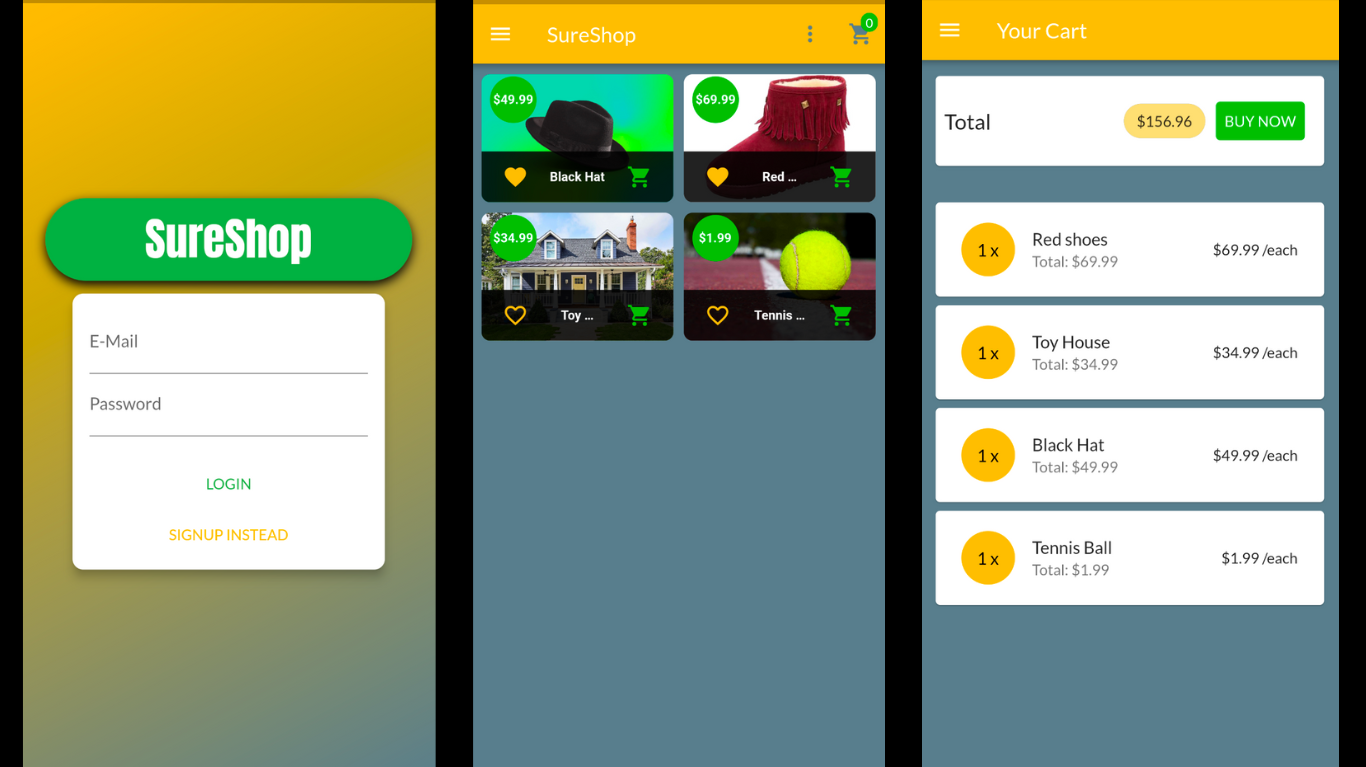 SureShop
E-Mail
Password
LOGIN
SIGNUP INSTEAD
SureShop
0
$49.99
Black Hat
$69.99
Red ...
$34.99
Toy ...
$1.99
Tennis ...
Your Cart
Total
$156.96
BUY NOW
1 x
Red shoes
Total: $69.99
$69.99 /each
1 x
Toy House
Total: $34.99
$34.99 /each
1 x
Black Hat
Total: $49.99
$49.99 /each
1 x
Tennis Ball
Total: $1.99
$1.99 /each